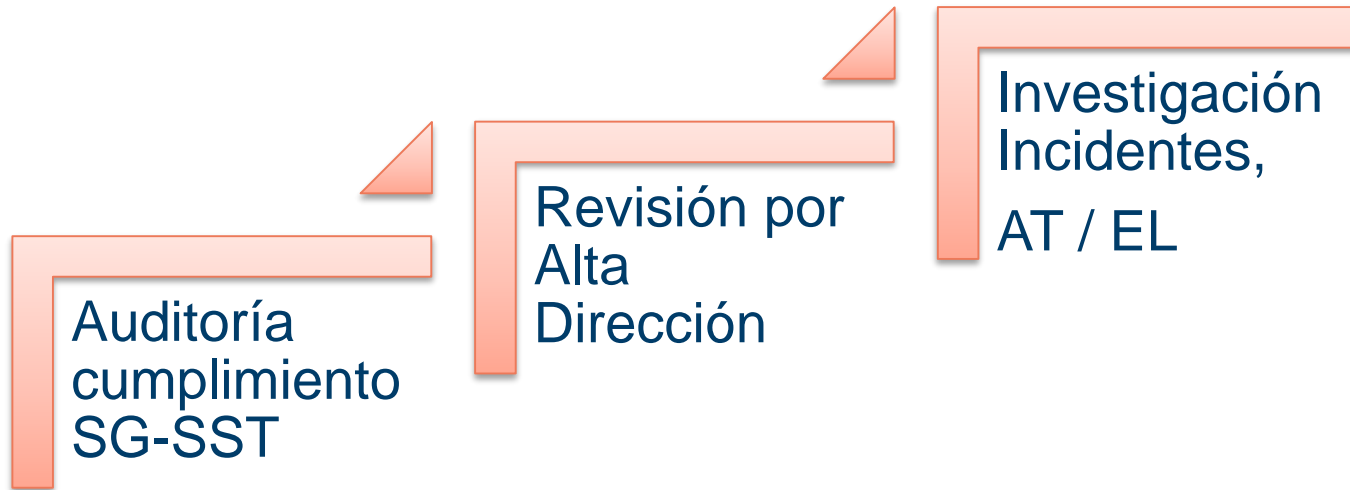 Auditoría
cumplimiento
SG-SST
Revisión por
Alta
Dirección
Investigación
Incidentes,
AT / EL